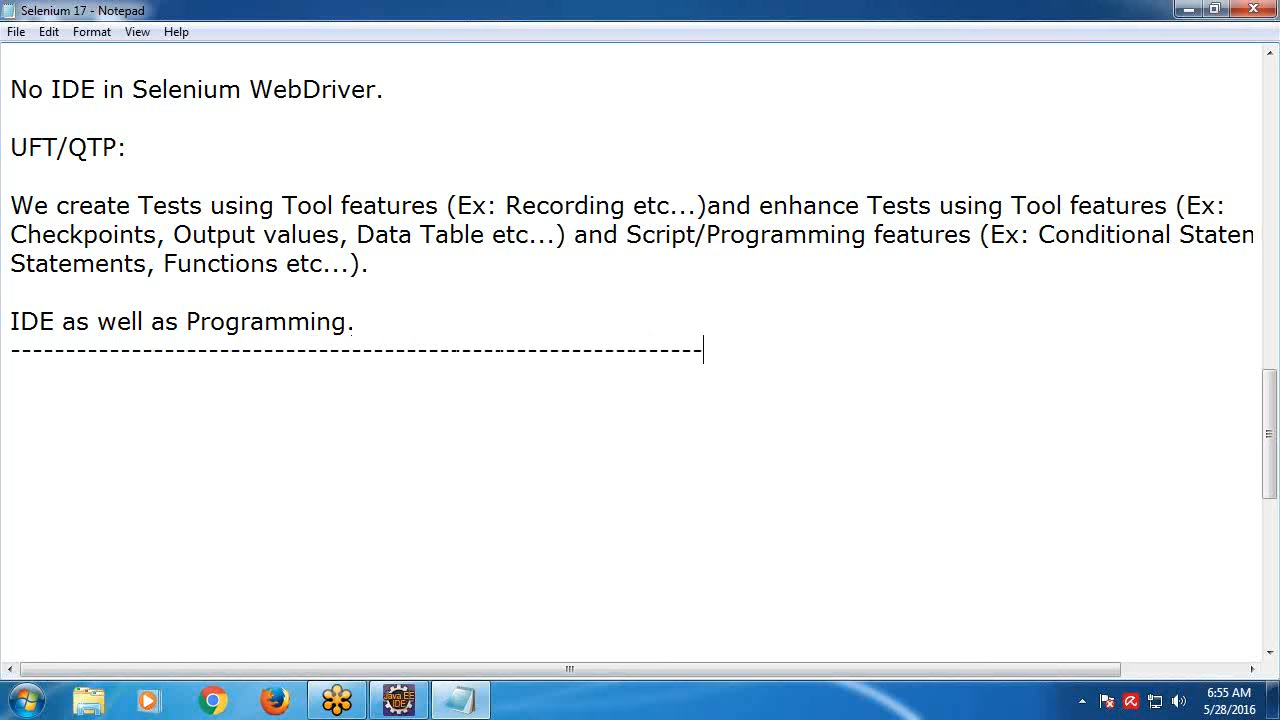 Selenium 17 - Notepad
File Edit Format View Help
No IDE in Selenium WebDriver.
UFT/QTP:
We create Tests using Tool features (Ex: Recording etc...)and enhance Tests using Tool features (Ex:
Checkpoints, Output values, Data Table etc...) and Script/Programming features (Ex: Conditional Staten
Statements, Functions etc...).
IDE as well as Programming.
---------------------------------------------------------------
Java EE
IDE
6:55 AM
5/28/2016